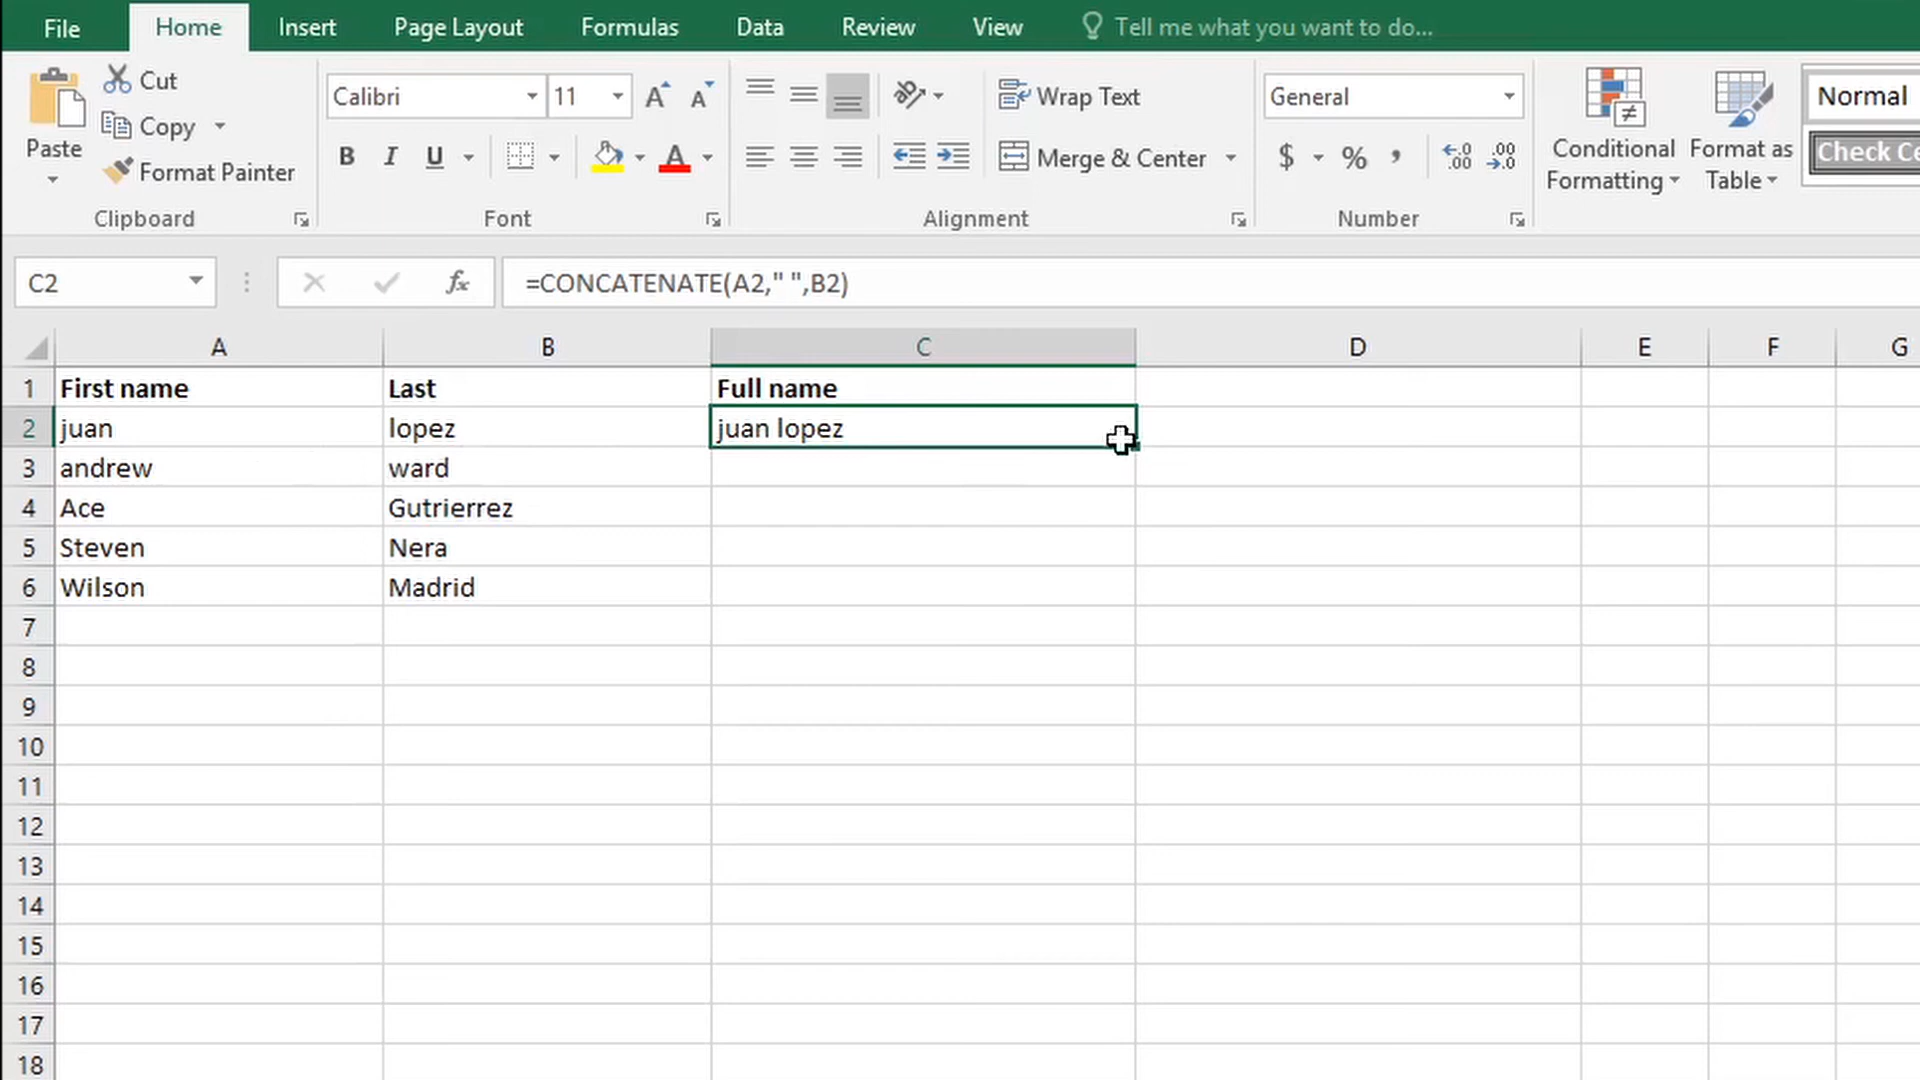 File Home Insert Page Layout Formulas Data Review View Tell me what you want to do...
Cut
Copy
Format Painter
Paste
Clipboard
Calibri 11 A A
B I U A
Font
Wrap Text
Merge & Center
Alignment
General
$ % , .00 .00
Number
Conditional Formatting
Format as Table
Normal
Check Ce
C2 fx =CONCATENATE(A2," ",B2)
A B C D E F G
1 First name Last Full name
2 juan lopez juan lopez
3 andrew ward
4 Ace Gutrierrez
5 Steven Nera
6 Wilson Madrid
7
8
9
10
11
12
13
14
15
16
17
18